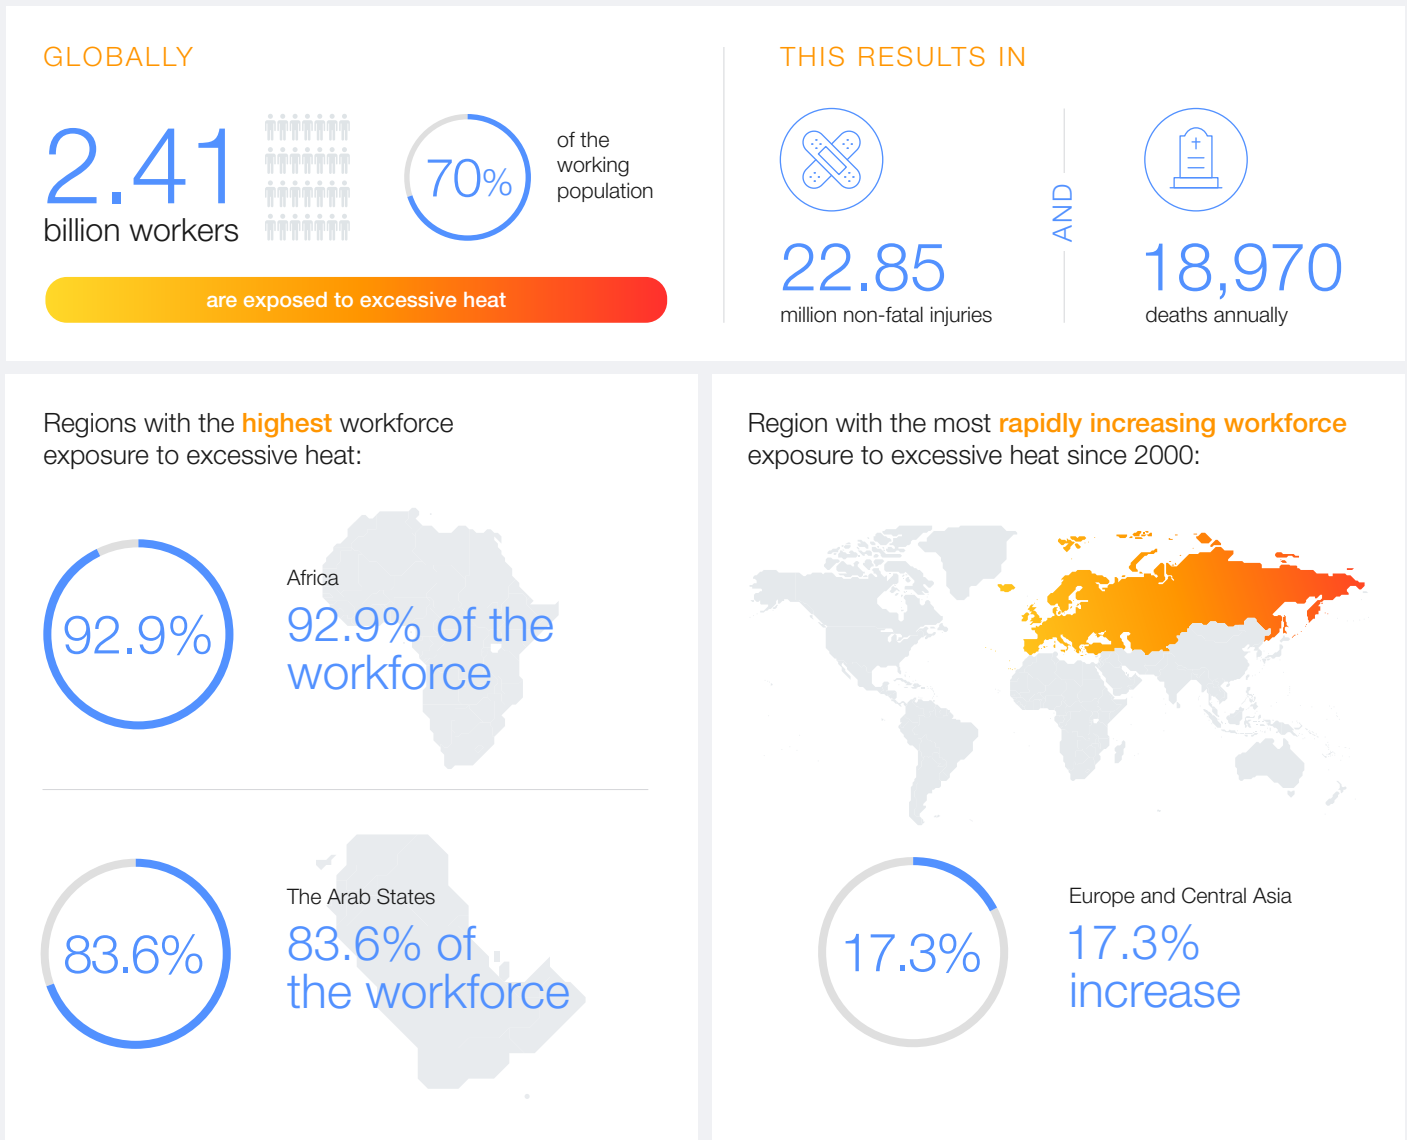 GLOBALLY
2.41
billion workers
70%
of the
working
population
are exposed to excessive heat
THIS RESULTS IN
22.85
million non-fatal injuries
AND
18,970
deaths annually
Regions with the highest workforce
exposure to excessive heat:
92.9%
Africa
92.9% of the
workforce
83.6%
The Arab States
83.6% of
the workforce
Region with the most rapidly increasing workforce
exposure to excessive heat since 2000:
17.3%
Europe and Central Asia
17.3%
increase